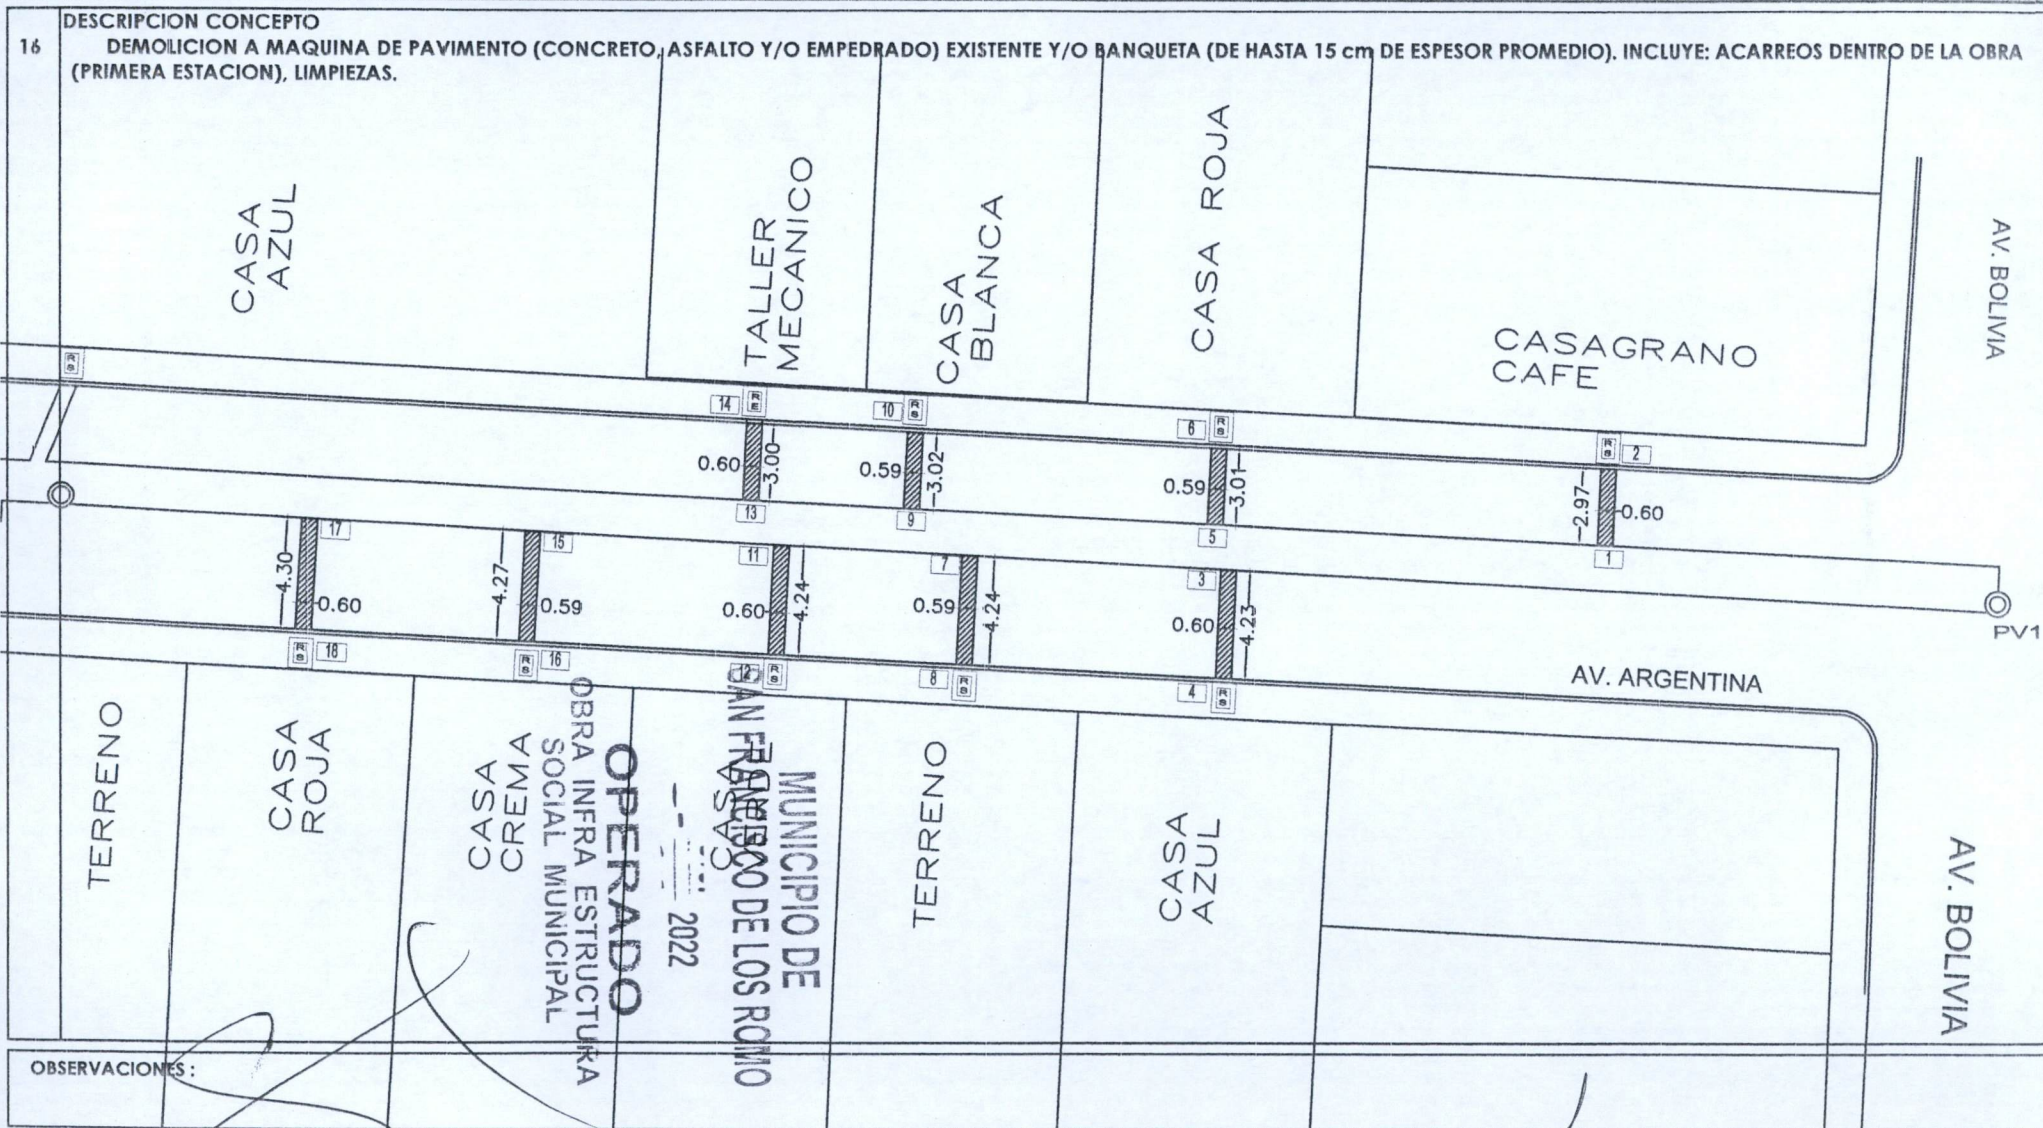 DESCRIPCION CONCEPTO
16
DEMOLICION A MAQUINA DE PAVIMENTO (CONCRETO, ASFALTO Y/O EMPEDRADO) EXISTENTE Y/O BANQUETA (DE HASTA 15 cm DE ESPESOR PROMEDIO). INCLUYE: ACARREOS DENTRO DE LA OBRA
(PRIMERA ESTACION), LIMPIEZAS.
CASA
AZUL
TALLER
MECANICO
CASA
BLANCA
CASA ROJA
CASAGRANO
CAFE
AV. BOLIVIA
R
S
14
R
E
10
R
S
6
R
S
R
S
2
0.60
3.00
0.59
3.02
0.59
3.01
2.97
0.60
13
9
5
1
17
15
11
7
3
4.30
0.60
4.27
0.59
0.60
4.24
0.59
4.24
0.60
4.23
PV1
R
S
18
R
S
16
12
R
S
8
R
S
4
R
S
AV. ARGENTINA
TERRENO
CASA
ROJA
CASA
CREMA
CASA
TERRENO
CASA
AZUL
AV. BOLIVIA
MUNICIPIO DE
SAN FRANCISCO DE LOS ROMO
2022
OPERADO
OBRA INFRA ESTRUCTURA
SOCIAL MUNICIPAL
OBSERVACIONES :